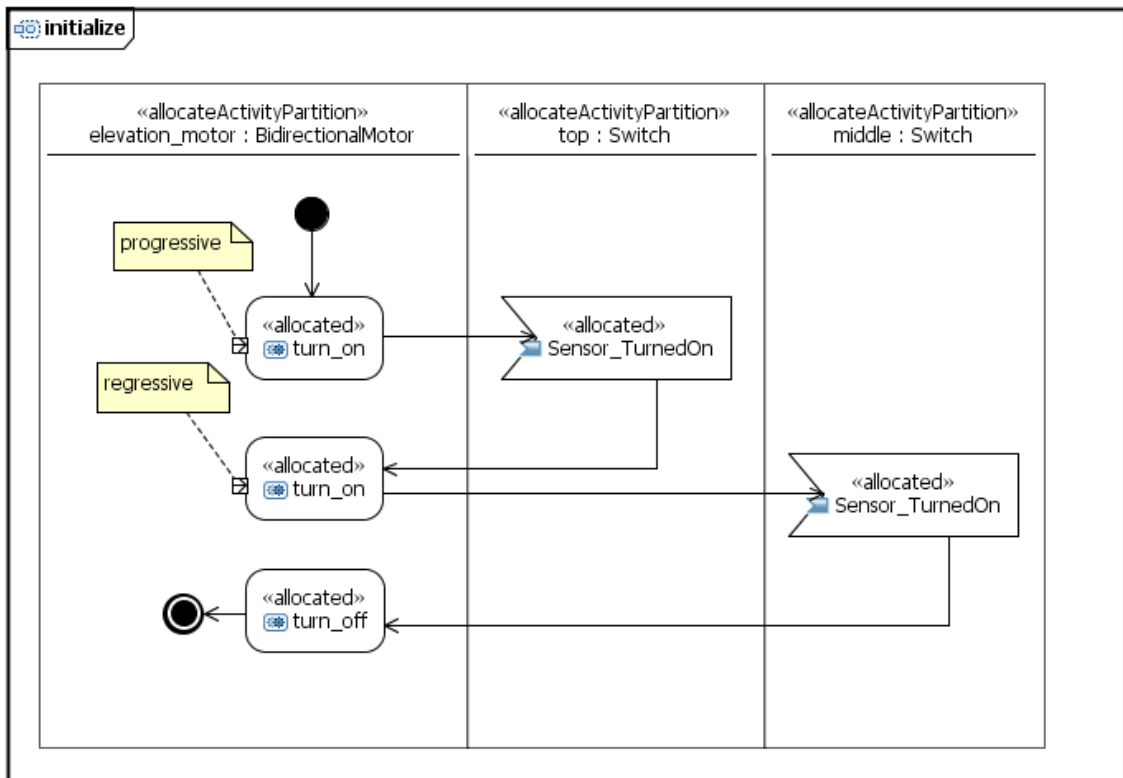 initialize
«allocateActivityPartition»
elevation_motor : BidirectionalMotor
«allocateActivityPartition»
top : Switch
«allocateActivityPartition»
middle : Switch
progressive
«allocated»
turn_on
«allocated»
Sensor_TurnedOn
regressive
«allocated»
turn_on
«allocated»
Sensor_TurnedOn
«allocated»
turn_off